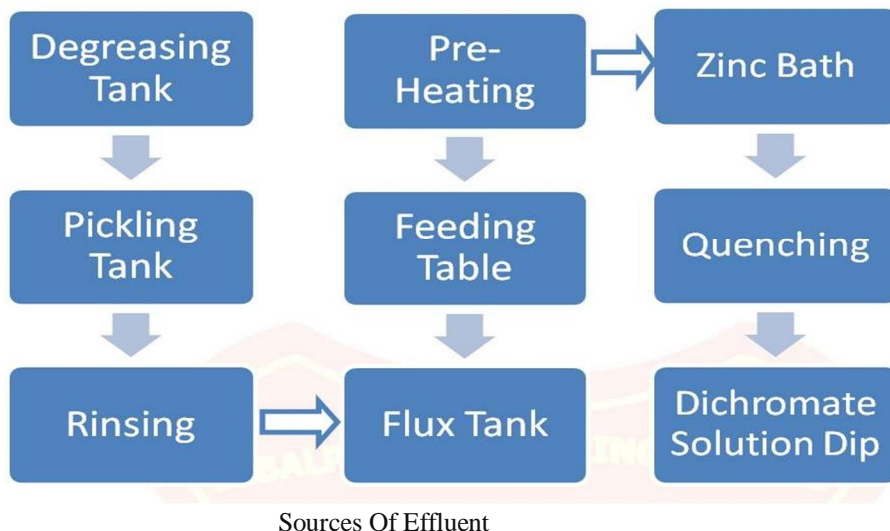 Degreasing
Tank
Pickling
Tank
Rinsing
Pre-
Heating
Feeding
Table
Flux Tank
Zinc Bath
Quenching
Dichromate
Solution Dip
Sources Of Effluent